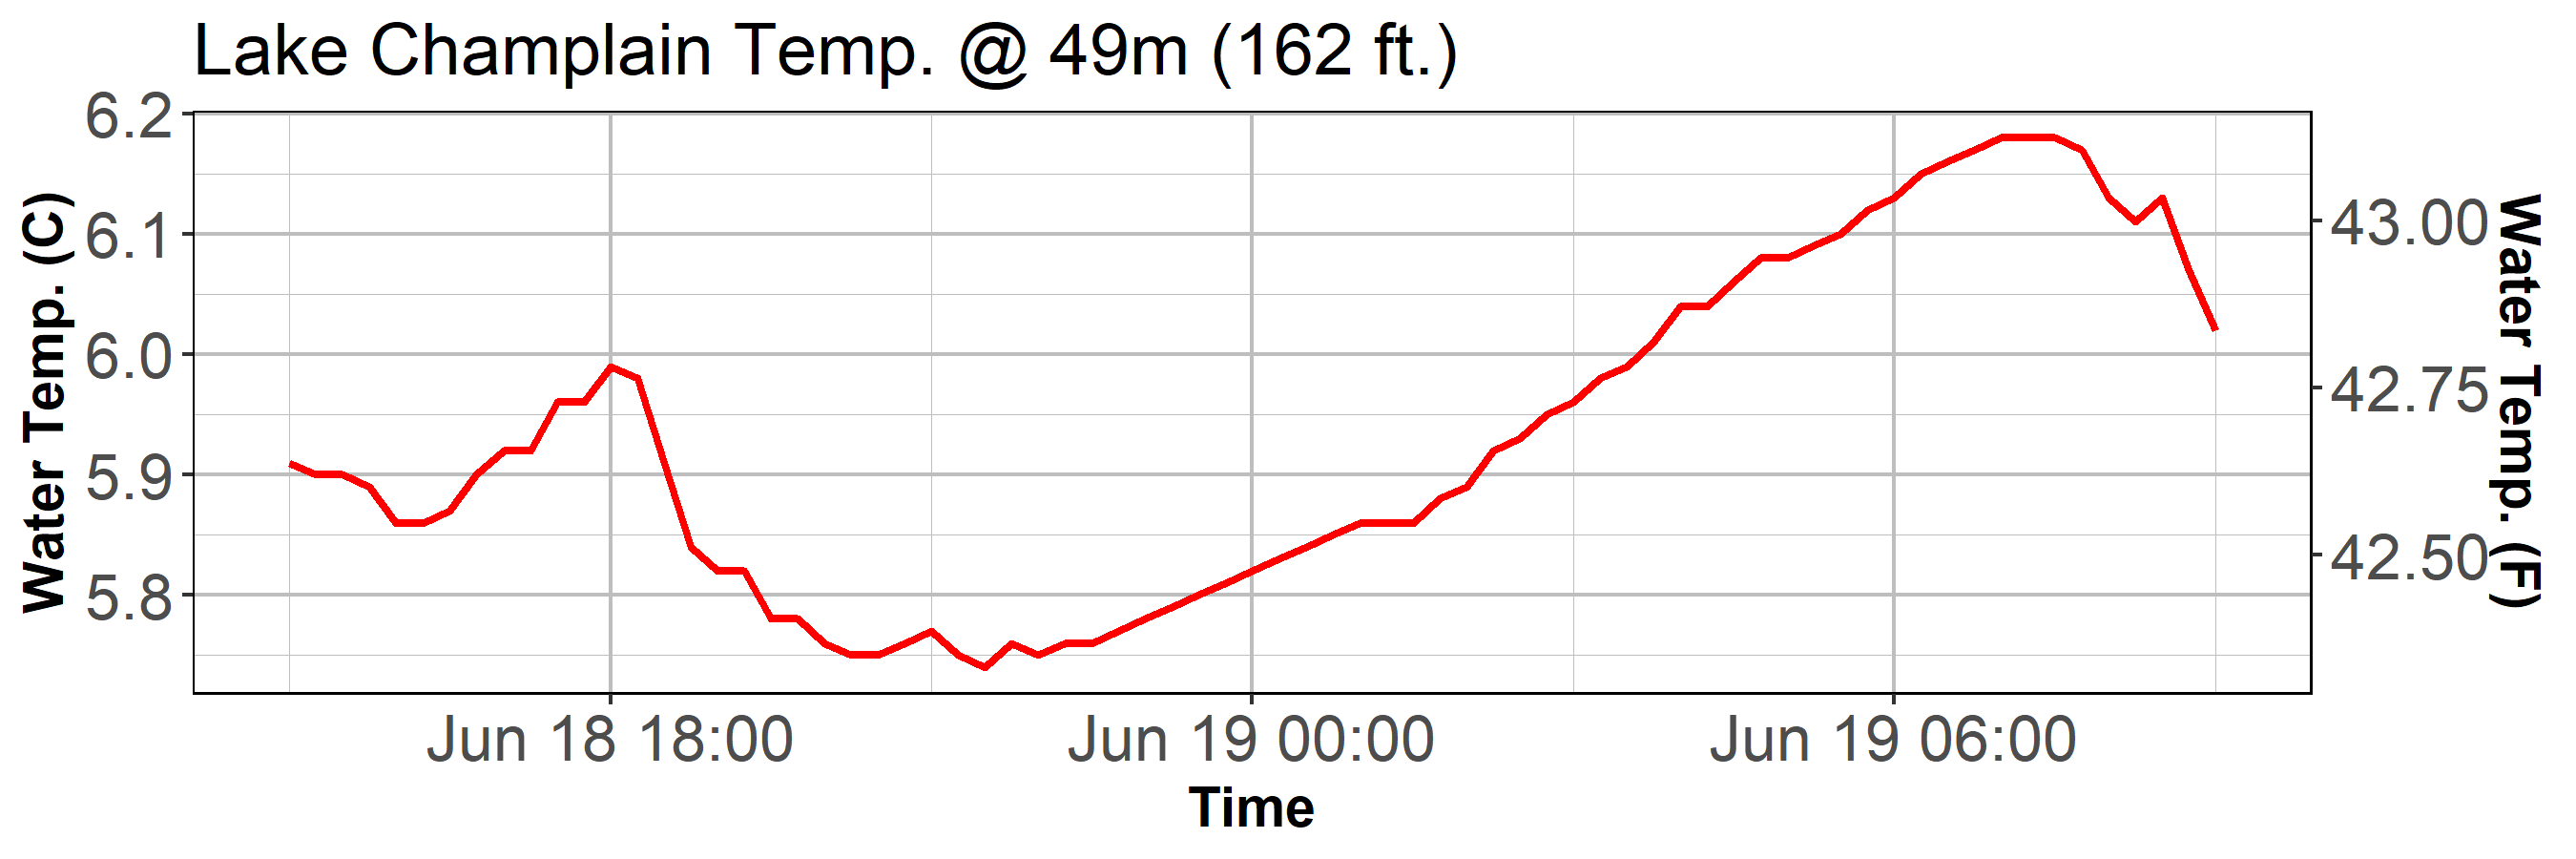 Lake Champlain Temp. @ 49m (162 ft.)
Water Temp. (C)
6.2
6.1
6.0
5.9
5.8
43.00
42.75
42.50
Water Temp. (F)
Jun 18 18:00
Jun 19 00:00
Jun 19 06:00
Time